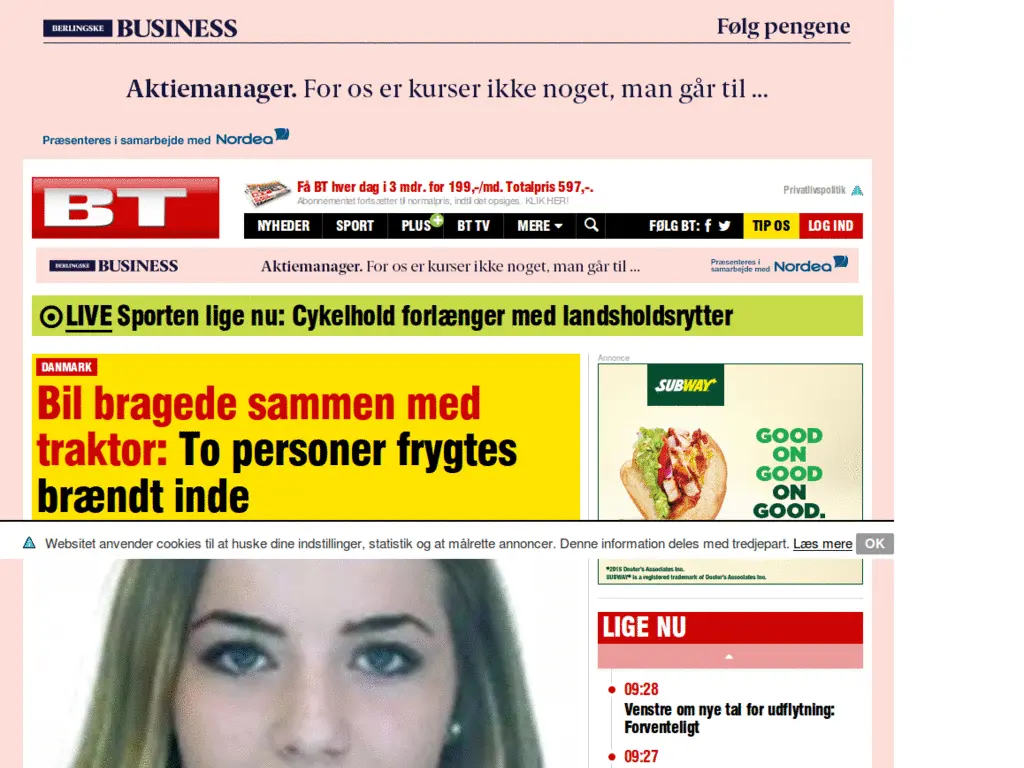 BERLINGSKE BUSINESS
Følg pengene
Aktiemanager. For os er kurser ikke noget, man går til ...
Præsenteres i samarbejde med Nordea
BT
Få BT hver dag i 3 mdr. for 199,-/md. Totalpris 597,-.
Abonnementet fortsætter til normalpris, indtil det opsiges. KLIK HER!
Privatlivspolitik
NYHEDER SPORT PLUS BT TV MERE FØLG BT: TIP OS LOG IND
BERLINGSKE BUSINESS
Aktiemanager. For os er kurser ikke noget, man går til ...
Præsenteres i
samarbejde med Nordea
LIVE Sporten lige nu: Cykelhold forlænger med landsholdsrytter
DANMARK
Bil bragede sammen med
traktor: To personer frygtes
brændt inde
Annonce
SUBWAY
GOOD
ON
GOOD
ON
GOOD.
Websitet anvender cookies til at huske dine indstillinger, statistik og at målrette annoncer. Denne information deles med tredjepart. Læs mere OK
©2015 Doctor's Associates Inc.
SUBWAY® is a registered trademark of Doctor's Associates Inc.
LIGE NU
09:28
Venstre om nye tal for udflytning:
Forventeligt
09:27